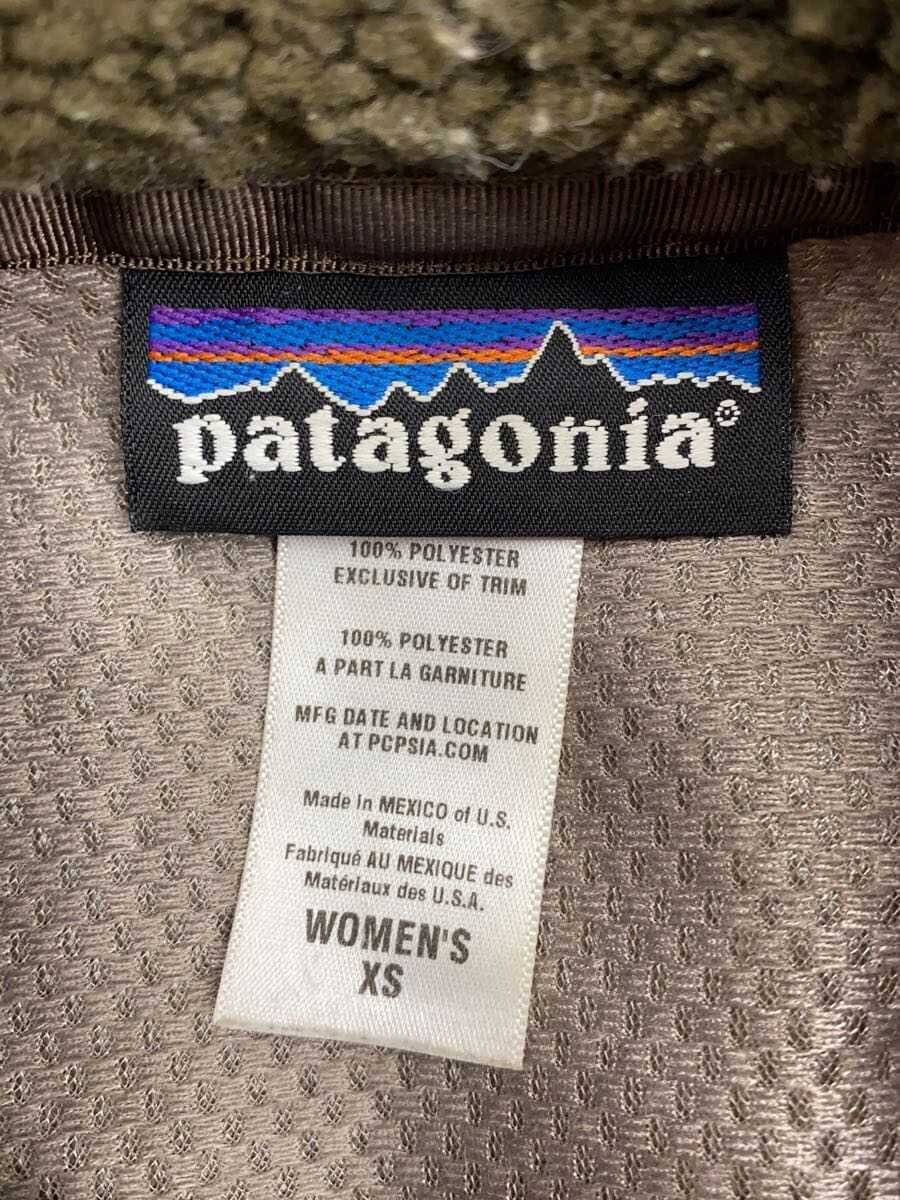 patagonia®
100% POLYESTER
EXCLUSIVE OF TRIM
100% POLYESTER
A PART LA GARNITURE
MFG DATE AND LOCATION
AT PCPSIA.COM
Made in MEXICO of U.S.
Materials
Fabriqué AU MEXIQUE des
Matériaux des U.S.A.
WOMEN'S
XS